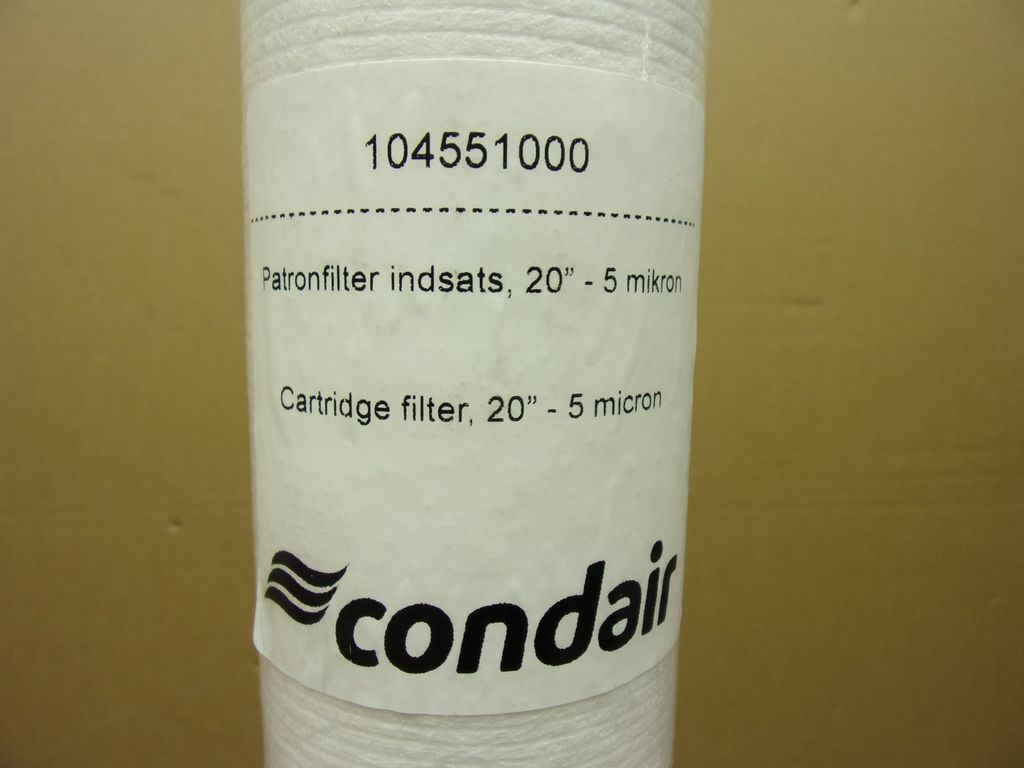 104551000
Patronfilter indsats, 20” - 5 mikron
Cartridge filter, 20” - 5 micron
condair